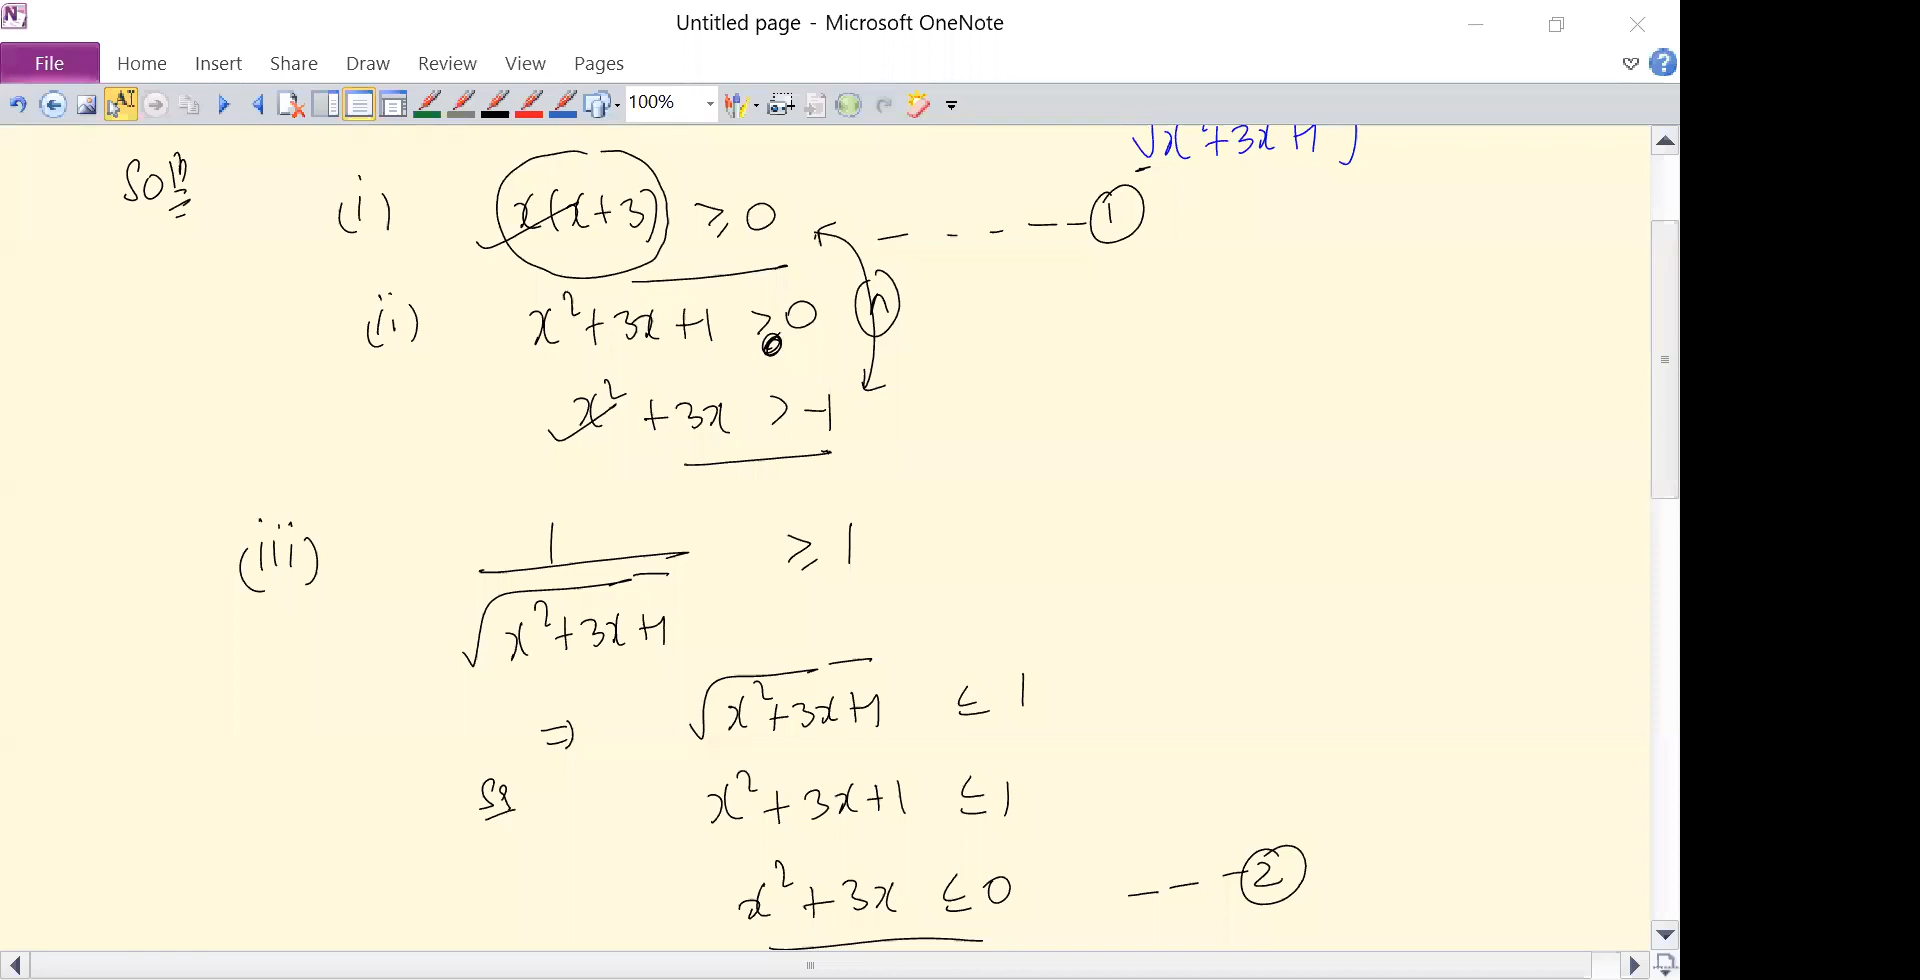 Untitled page - Microsoft OneNote
File Home Insert Share Draw Review View Pages
100%
√x²+3x+1 )
Solⁿ (i) x(x+3) ≥ 0 - - - - - ①
(ii) x²+3x+1 > 0 ∩
x²+3x > -1
(iii) 1/√x²+3x+1 ≥ 1
⇒ √x²+3x+1 ≤ 1
Sq x²+3x+1 ≤ 1
x²+3x ≤ 0 - - - ②